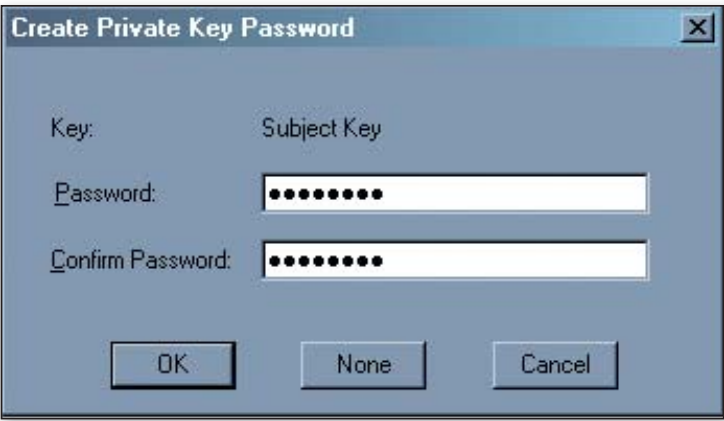 Create Private Key Password
Key: Subject Key
Password: ●●●●●●●●
Confirm Password: ●●●●●●●●
OK None Cancel